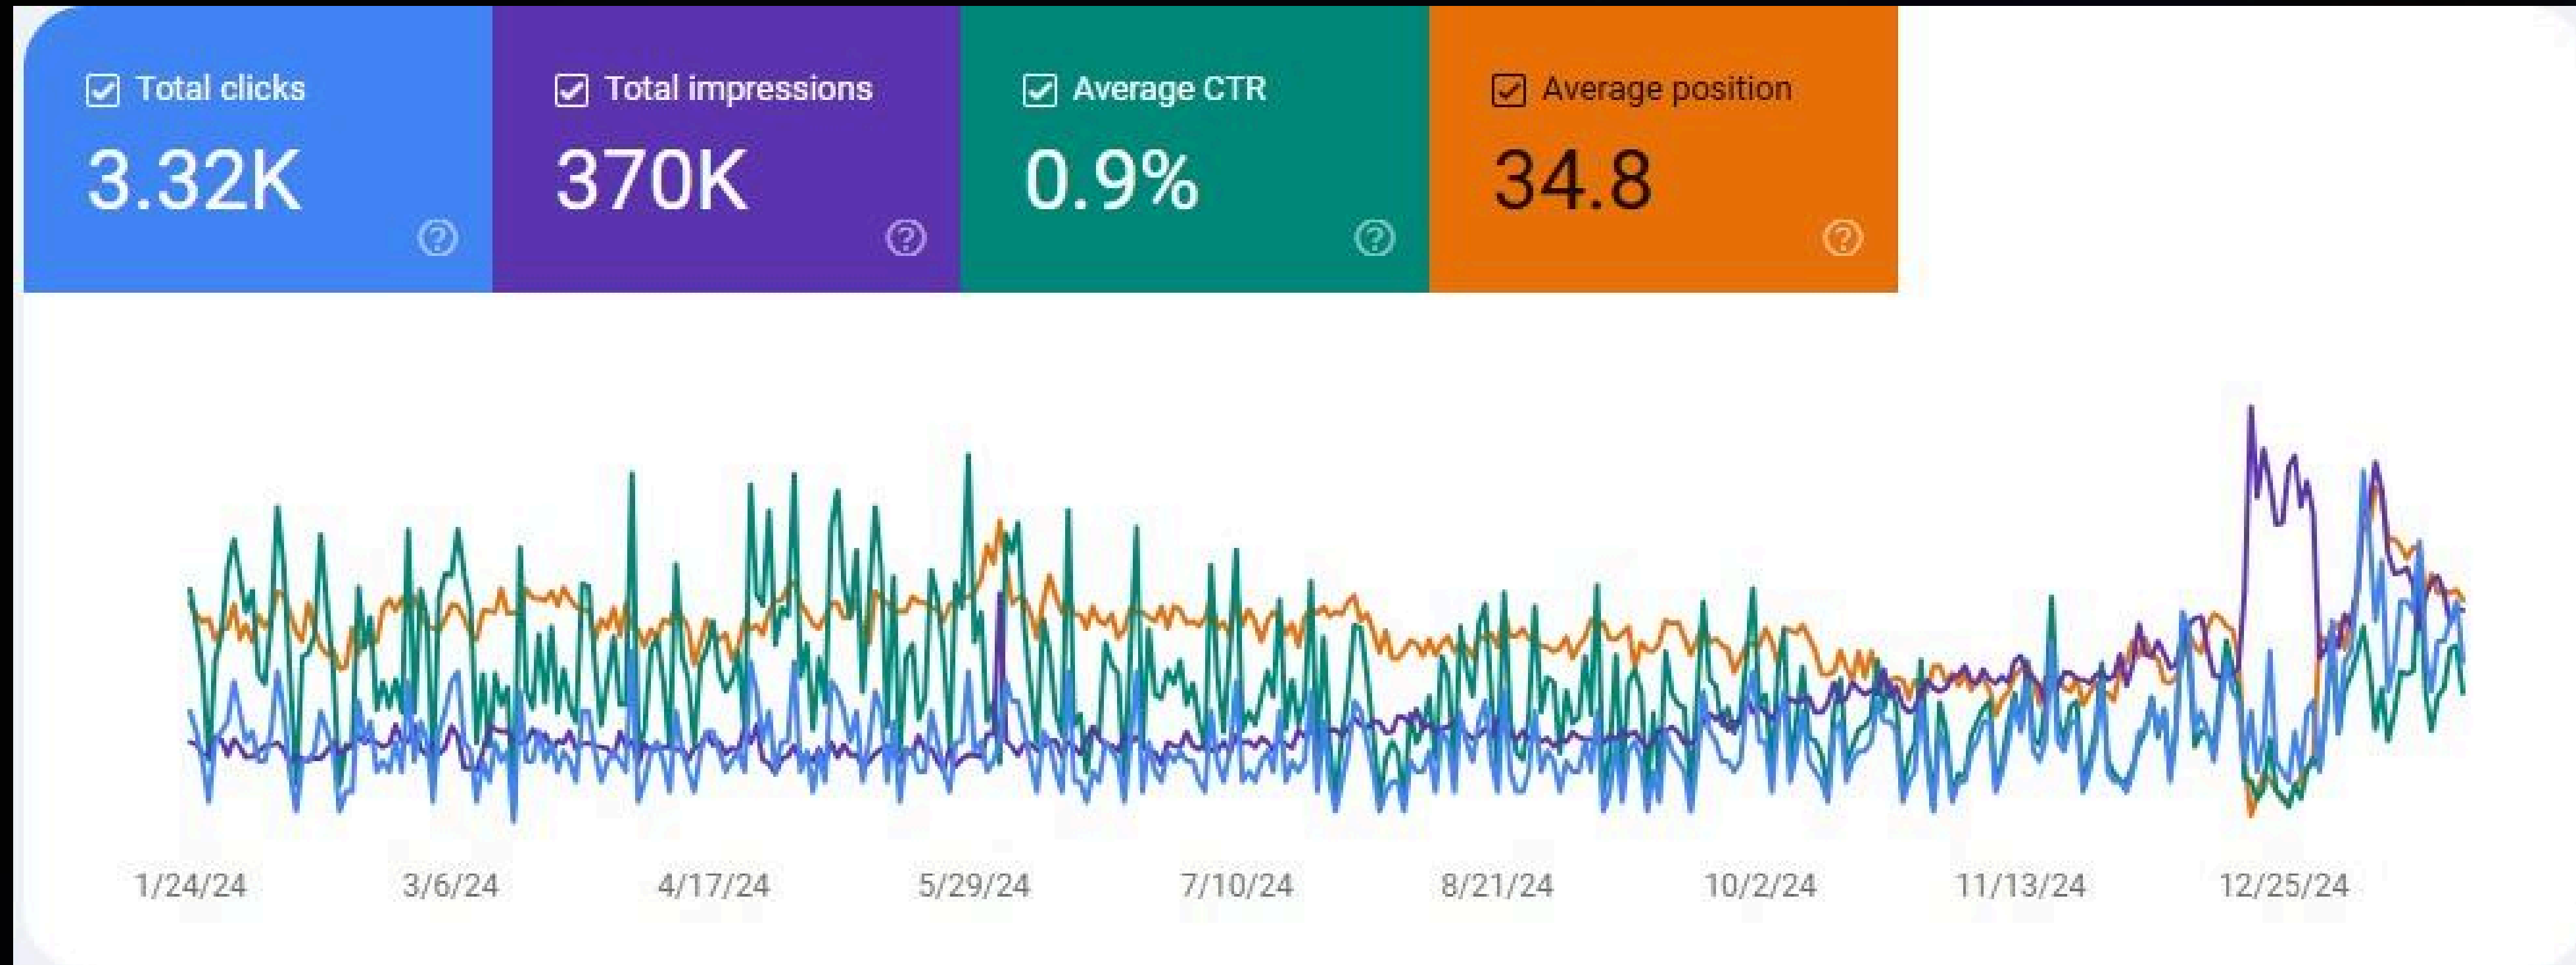 Total clicks
3.32K
Total impressions
370K
Average CTR
0.9%
Average position
34.8
1/24/24 3/6/24 4/17/24 5/29/24 7/10/24 8/21/24 10/2/24 11/13/24 12/25/24